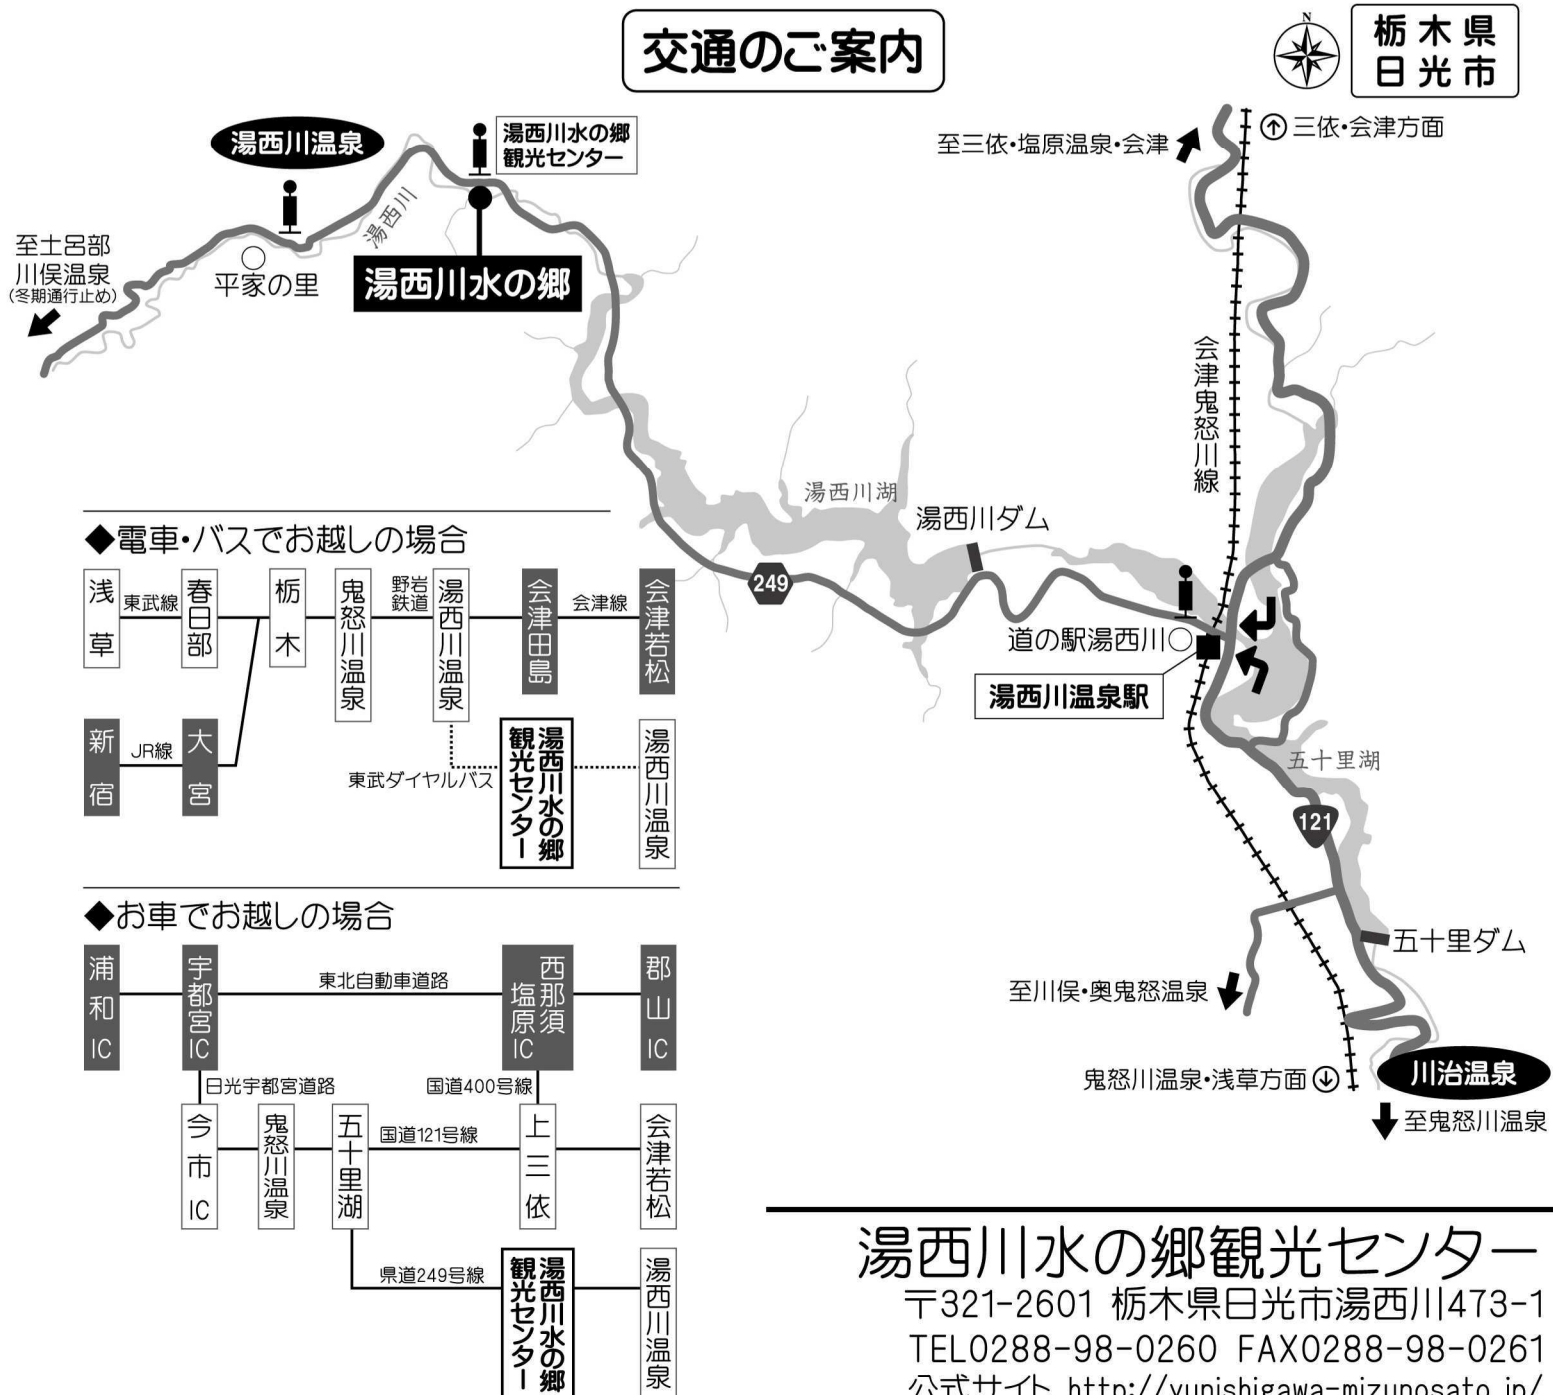 交通のご案内
栃木県
日光市
N
湯西川温泉
湯西川水の郷
観光センター
至三依・塩原温泉・会津
三依・会津方面
湯西川
至土呂部
川俣温泉
(冬期通行止め)
平家の里
湯西川水の郷
会津鬼怒川線
湯西川湖
湯西川ダム
249
道の駅湯西川
湯西川温泉駅
五十里湖
121
五十里ダム
至川俣・奥鬼怒温泉
鬼怒川温泉・浅草方面
川治温泉
至鬼怒川温泉
◆電車・バスでお越しの場合
浅草
東武線
春日部
栃木
鬼怒川温泉
野岩
鉄道
湯西川温泉
会津田島
会津線
会津若松
新宿
JR線
大宮
東武ダイヤルバス
湯西川水の郷
観光センター
湯西川温泉
◆お車でお越しの場合
浦和IC
宇都宮IC
東北自動車道路
西那須
塩原IC
郡山IC
日光宇都宮道路
国道400号線
今市IC
鬼怒川温泉
五十里湖
国道121号線
上三依
会津若松
県道249号線
湯西川水の郷
観光センター
湯西川温泉
湯西川水の郷観光センター
〒321-2601 栃木県日光市湯西川473-1
TEL0288-98-0260 FAX0288-98-0261
公式サイト http://yunishigawa-mizunosato.jp/